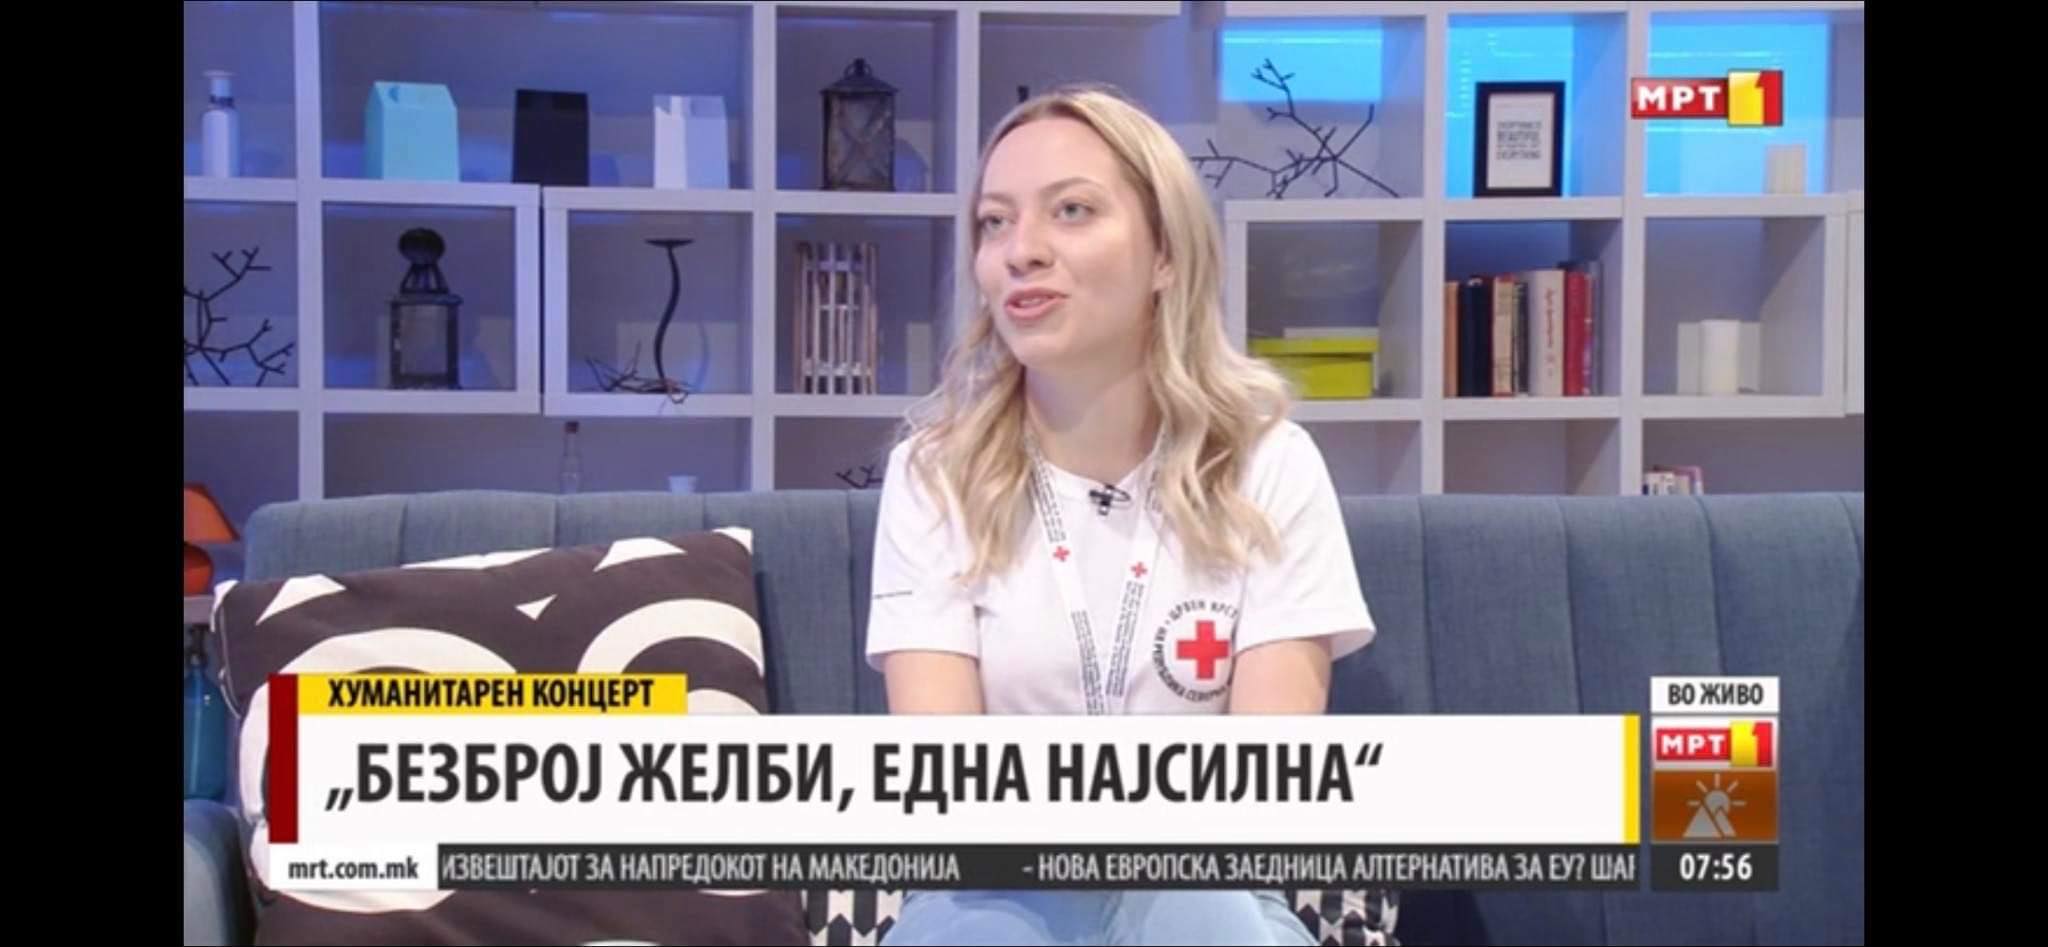 МРТ 1
ЦРВЕН КРСТ
ХУМАНИТАРЕН КОНЦЕРТ
„БЕЗБРОЈ ЖЕЛБИ, ЕДНА НАЈСИЛНА“
ВО ЖИВО
МРТ 1
mrt.com.mk
ИЗВЕШТАЈОТ ЗА НАПРЕДОКОТ НА МАКЕДОНИЈА - НОВА ЕВРОПСКА ЗАЕДНИЦА АЛТЕРНАТИВА ЗА ЕУ?
07:56